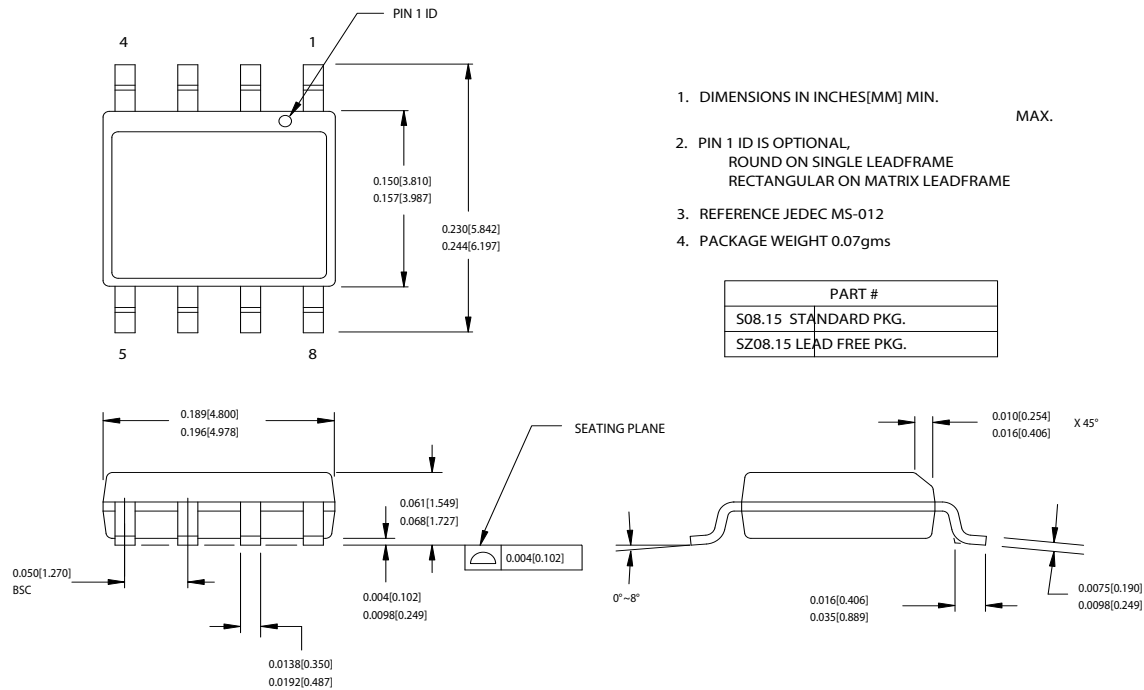 PIN 1 ID
4
1
0.150[3.810]
0.157[3.987]
0.230[5.842]
0.244[6.197]
5
8
1. DIMENSIONS IN INCHES[MM] MIN.
MAX.
2. PIN 1 ID IS OPTIONAL,
ROUND ON SINGLE LEADFRAME
RECTANGULAR ON MATRIX LEADFRAME
3. REFERENCE JEDEC MS-012
4. PACKAGE WEIGHT 0.07gms
PART #
S08.15 STANDARD PKG.
SZ08.15 LEAD FREE PKG.
0.189[4.800]
0.196[4.978]
SEATING PLANE
0.061[1.549]
0.068[1.727]
0.004[0.102]
0.050[1.270]
BSC
0.004[0.102]
0.0098[0.249]
0.0138[0.350]
0.0192[0.487]
0.010[0.254]
0.016[0.406]
X 45°
0°~8°
0.016[0.406]
0.035[0.889]
0.0075[0.190]
0.0098[0.249]